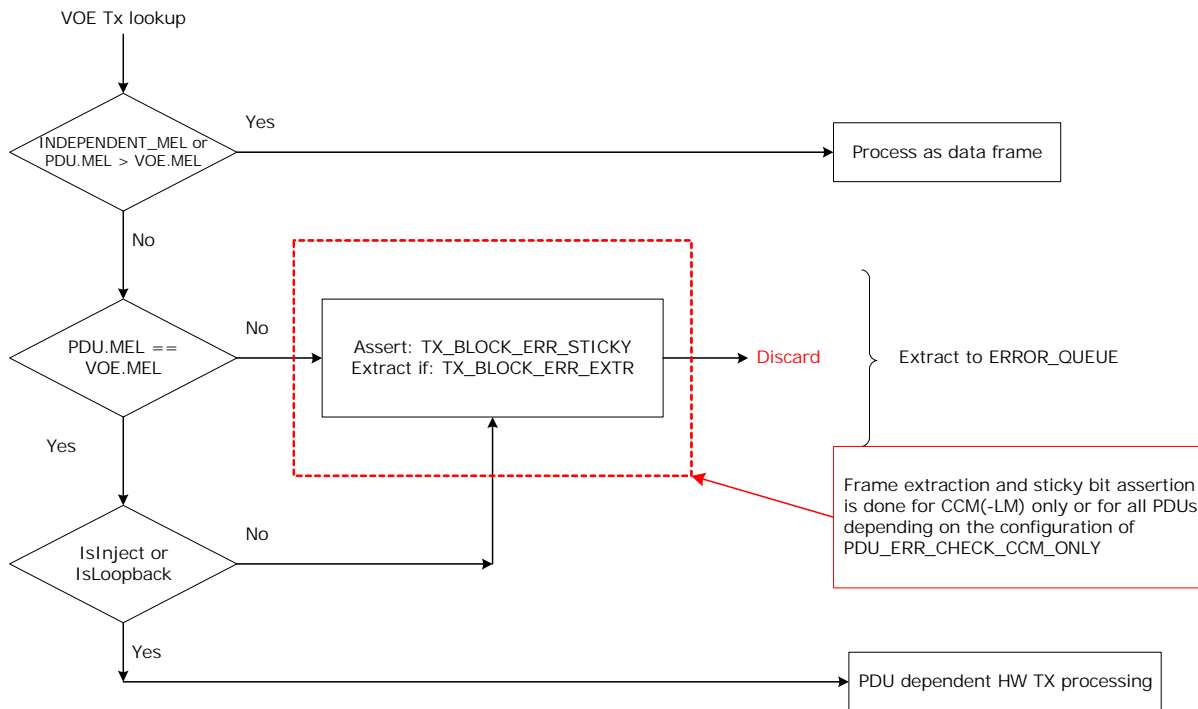 VOE Tx lookup
Yes
INDEPENDENT_MEL or
PDU.MEL > VOE.MEL
Process as data frame
No
No
PDU.MEL ==
VOE.MEL
Assert: TX_BLOCK_ERR_STICKY
Extract if: TX_BLOCK_ERR_EXTR
Discard
Extract to ERROR_QUEUE
Yes
Frame extraction and sticky bit assertion
is done for CCM(-LM) only or for all PDUs
depending on the configuration of
PDU_ERR_CHECK_CCM_ONLY
No
IsInject or
IsLoopback
Yes
PDU dependent HW TX processing